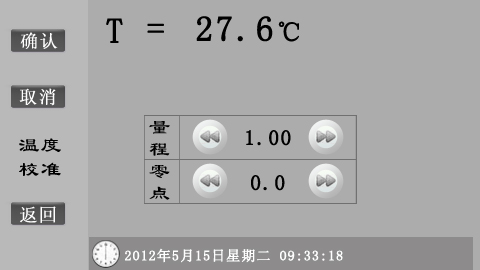 T = 27.6℃
确认
取消
温度
校准
返回
量程 1.00
零点 0.0
2012年5月15日星期二 09:33:18